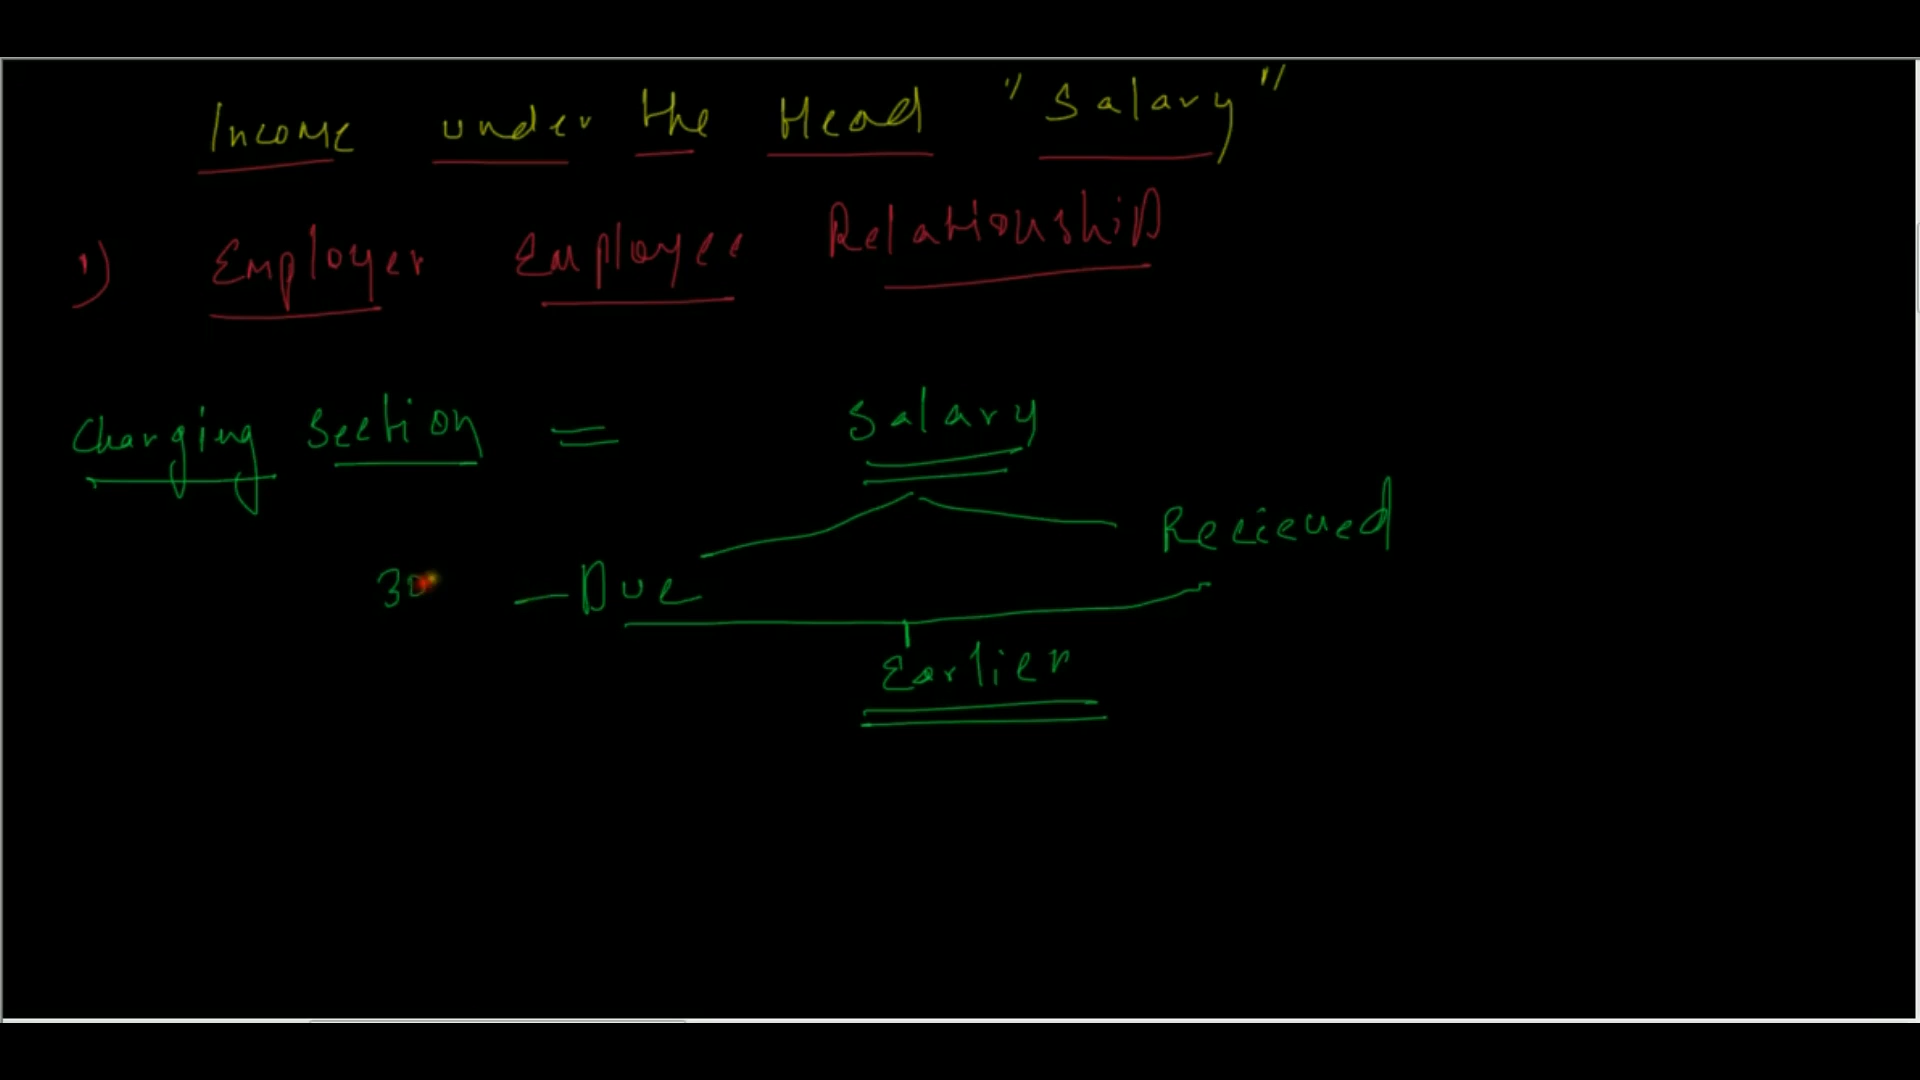 Income under the Head "Salary"
1) Employer Employee Relationship
Charging Section = Salary
Recieved
30 - Due
Earlier